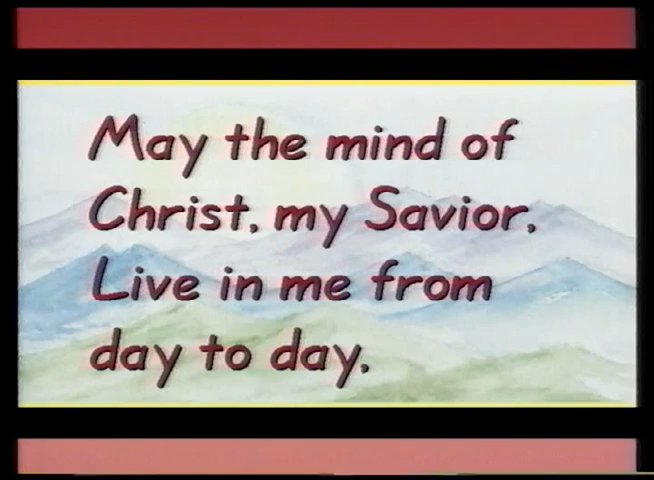 May the mind of
Christ, my Savior,
Live in me from
day to day.